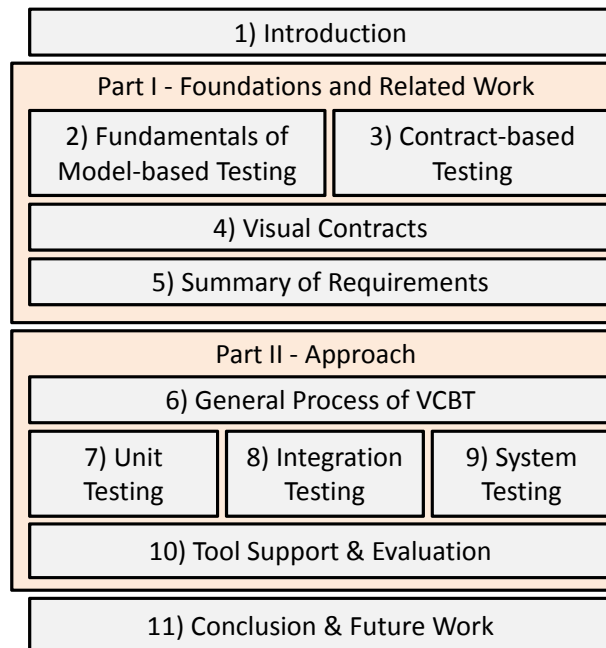 1) Introduction
Part I - Foundations and Related Work
2) Fundamentals of
Model-based Testing
3) Contract-based
Testing
4) Visual Contracts
5) Summary of Requirements
Part II - Approach
6) General Process of VCBT
7) Unit
Testing
8) Integration
Testing
9) System
Testing
10) Tool Support & Evaluation
11) Conclusion & Future Work